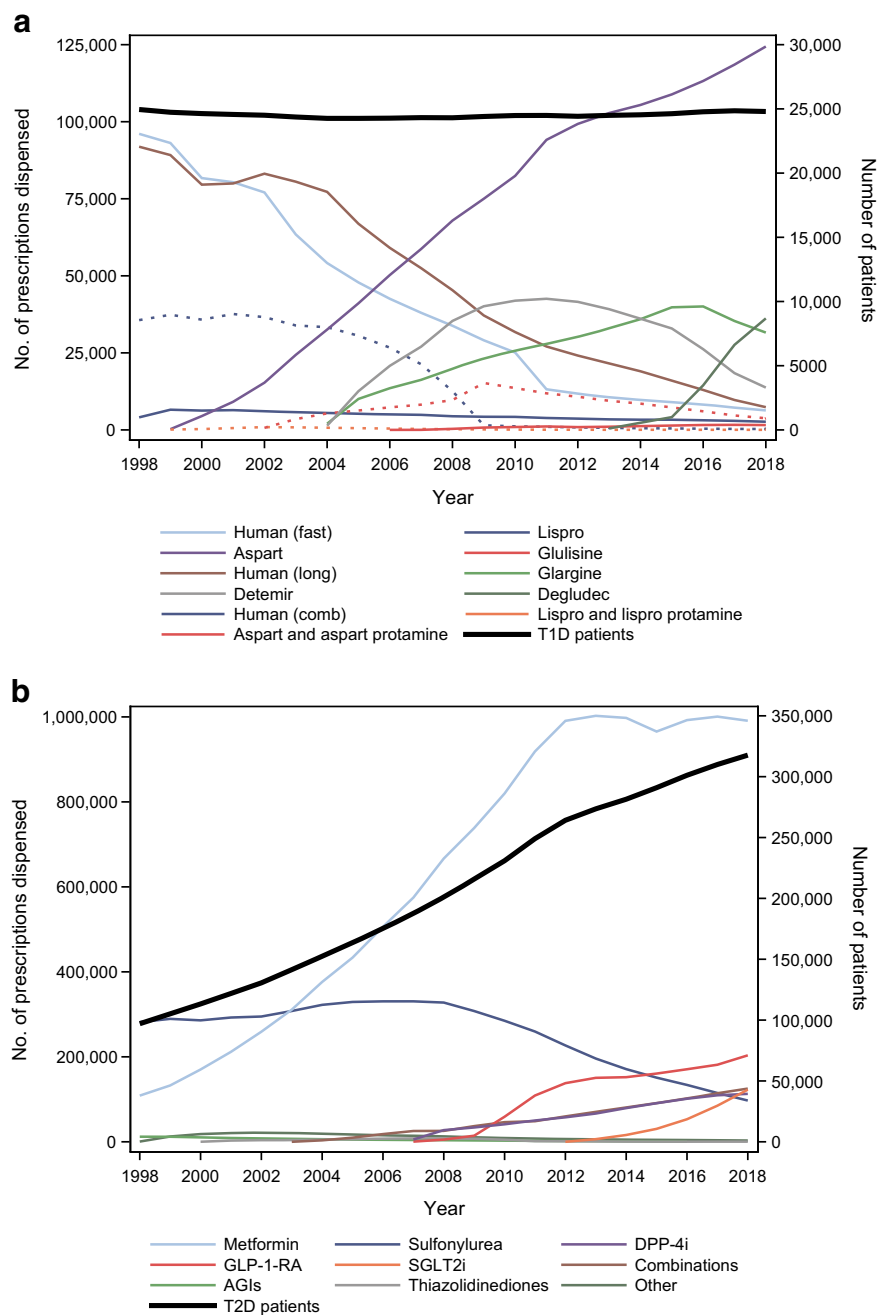 a
125,000
100,000
75,000
50,000
25,000
0
No. of prescriptions dispensed
30,000
25,000
20,000
15,000
10,000
5000
0
Number of patients
1998 2000 2002 2004 2006 2008 2010 2012 2014 2016 2018
Year
Human (fast) Lispro
Aspart Glulisine
Human (long) Glargine
Detemir Degludec
Human (comb) Lispro and lispro protamine
Aspart and aspart protamine T1D patients
b
1,000,000
800,000
600,000
400,000
200,000
0
No. of prescriptions dispensed
350,000
300,000
250,000
200,000
150,000
100,000
50,000
0
Number of patients
1998 2000 2002 2004 2006 2008 2010 2012 2014 2016 2018
Year
Metformin Sulfonylurea DPP-4i
GLP-1-RA SGLT2i Combinations
AGIs Thiazolidinediones Other
T2D patients